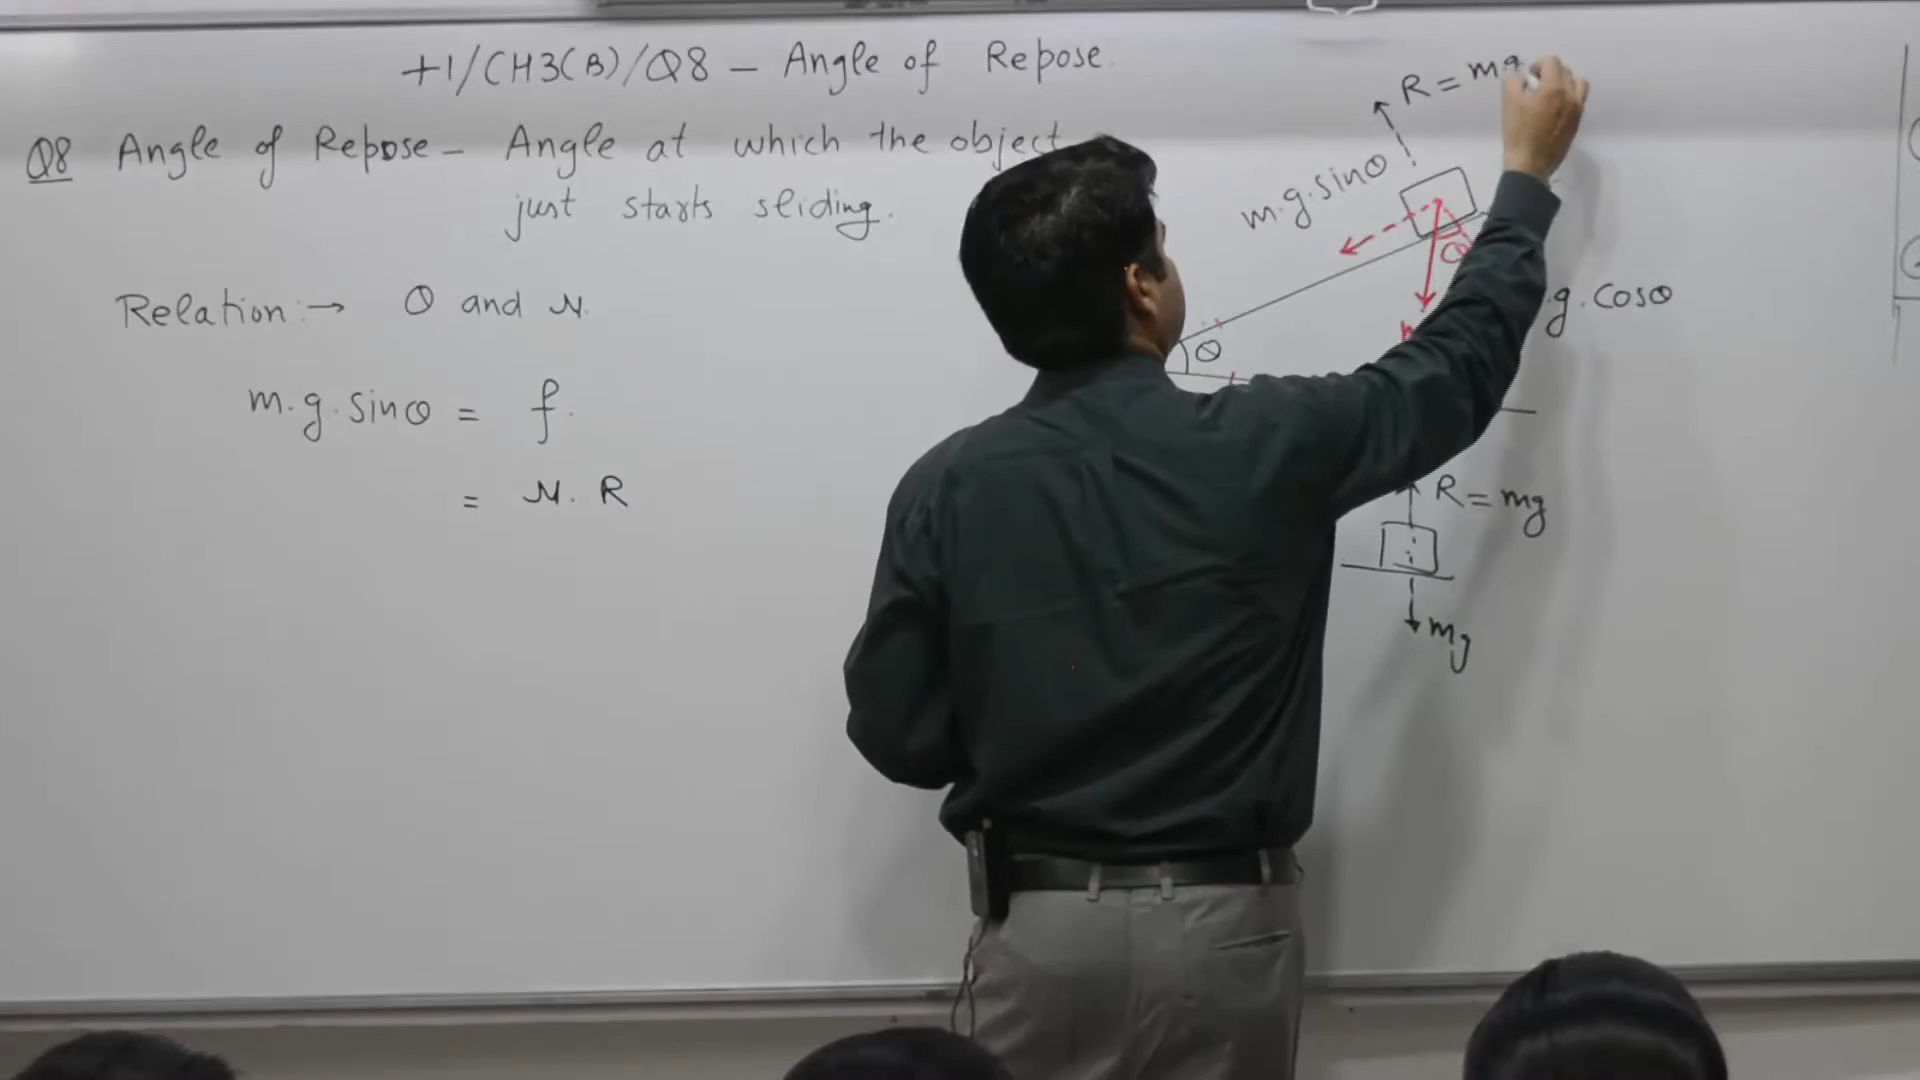 +1/CH3(B)/Q8 – Angle of Repose.
Q8 Angle of Repose – Angle at which the object
just starts sliding.
Relation :→ θ and μ.
m.g.sinθ = f.
= μ. R
R = mg
m.g.sinθ
θ
g.cosθ
θ
R = mg
mg